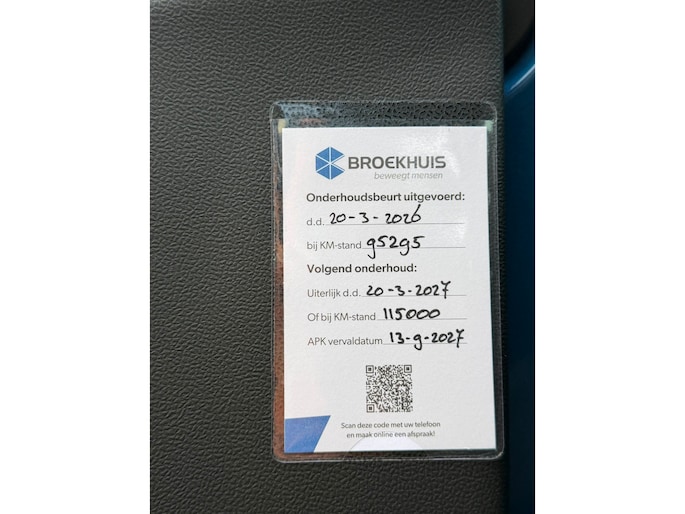 BROEKHUIS
beweegt mensen
Onderhoudsbeurt uitgevoerd:
d.d. 20-3-2026
bij KM-stand 95295
Volgend onderhoud:
Uiterlijk d.d. 20-3-2027
Of bij KM-stand 115000
APK vervaldatum 13-9-2027
Scan deze code met uw telefoon
en maak online een afspraak!